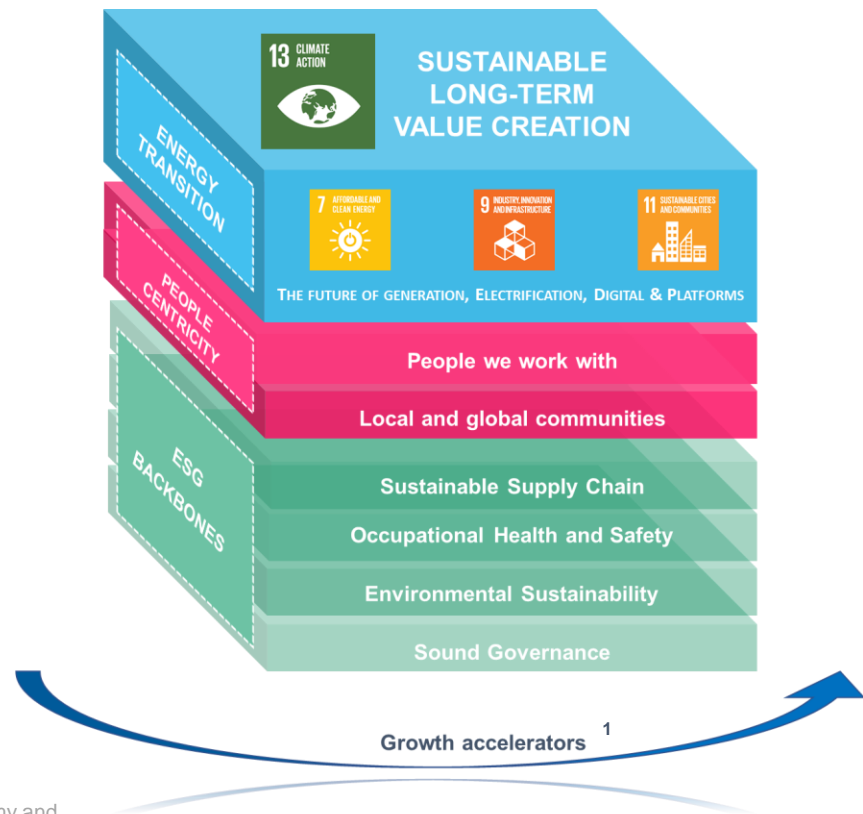 13 CLIMATE
ACTION
SUSTAINABLE
LONG-TERM
VALUE CREATION
ENERGY
TRANSITION
7 AFFORDABLE AND
CLEAN ENERGY
9 INDUSTRY, INNOVATION
AND INFRASTRUCTURE
11 SUSTAINABLE CITIES
AND COMMUNITIES
THE FUTURE OF GENERATION, ELECTRIFICATION, DIGITAL & PLATFORMS
PEOPLE
CENTRICITY
People we work with
Local and global communities
ESG
BACKBONES
Sustainable Supply Chain
Occupational Health and Safety
Environmental Sustainability
Sound Governance
Growth accelerators 1